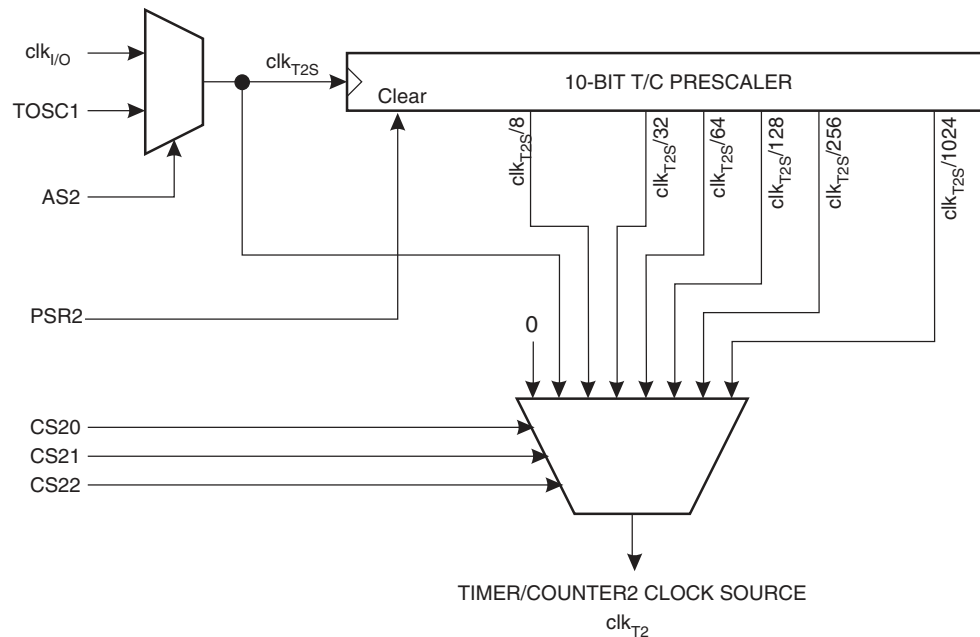 clkI/O
clkT2S
10-BIT T/C PRESCALER
TOSC1
Clear
clkT2S/8
clkT2S/32
clkT2S/64
clkT2S/128
clkT2S/256
clkT2S/1024
AS2
PSR2
0
CS20
CS21
CS22
TIMER/COUNTER2 CLOCK SOURCE
clkT2